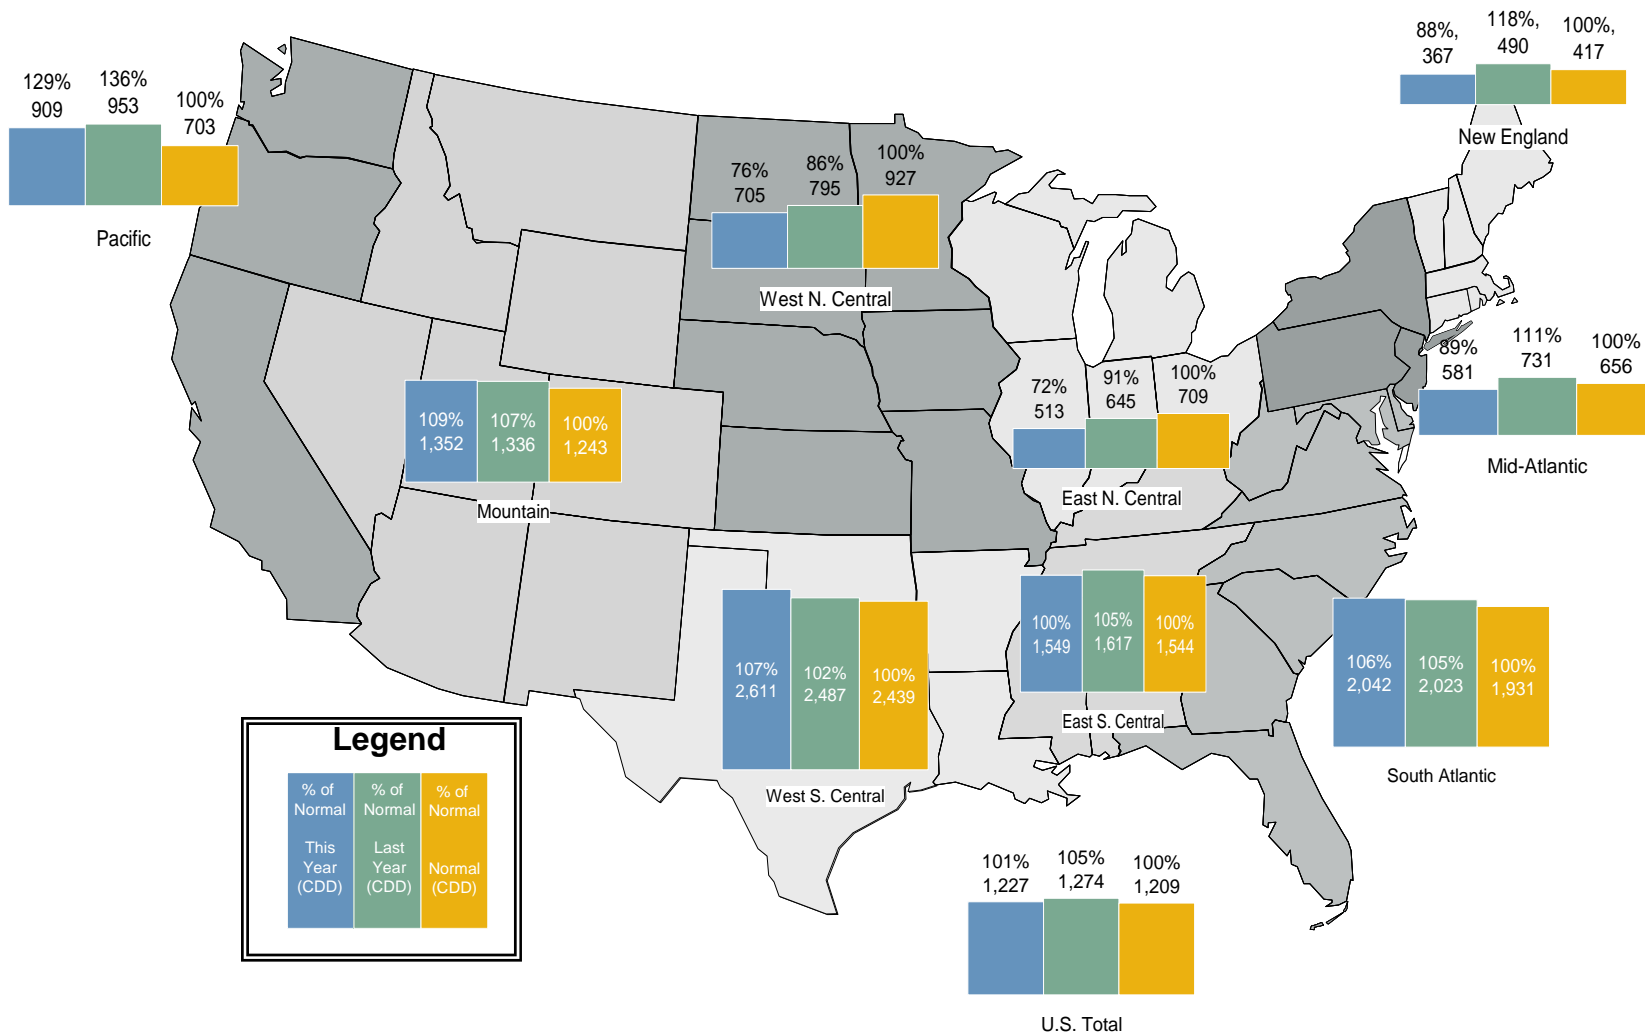 88%,
367
118%,
490
100%,
417
New England
129%
909
136%
953
100%
703
Pacific
76%
705
86%
795
100%
927
West N. Central
89%
581
111%
731
100%
656
Mid-Atlantic
72%
513
91%
645
100%
709
East N. Central
109%
1,352
107%
1,336
100%
1,243
Mountain
107%
2,611
102%
2,487
100%
2,439
West S. Central
100%
1,549
105%
1,617
100%
1,544
East S. Central
106%
2,042
105%
2,023
100%
1,931
South Atlantic
Legend
% of
Normal
This
Year
(CDD)
% of
Normal
Last
Year
(CDD)
% of
Normal
Normal
(CDD)
101%
1,227
105%
1,274
100%
1,209
U.S. Total